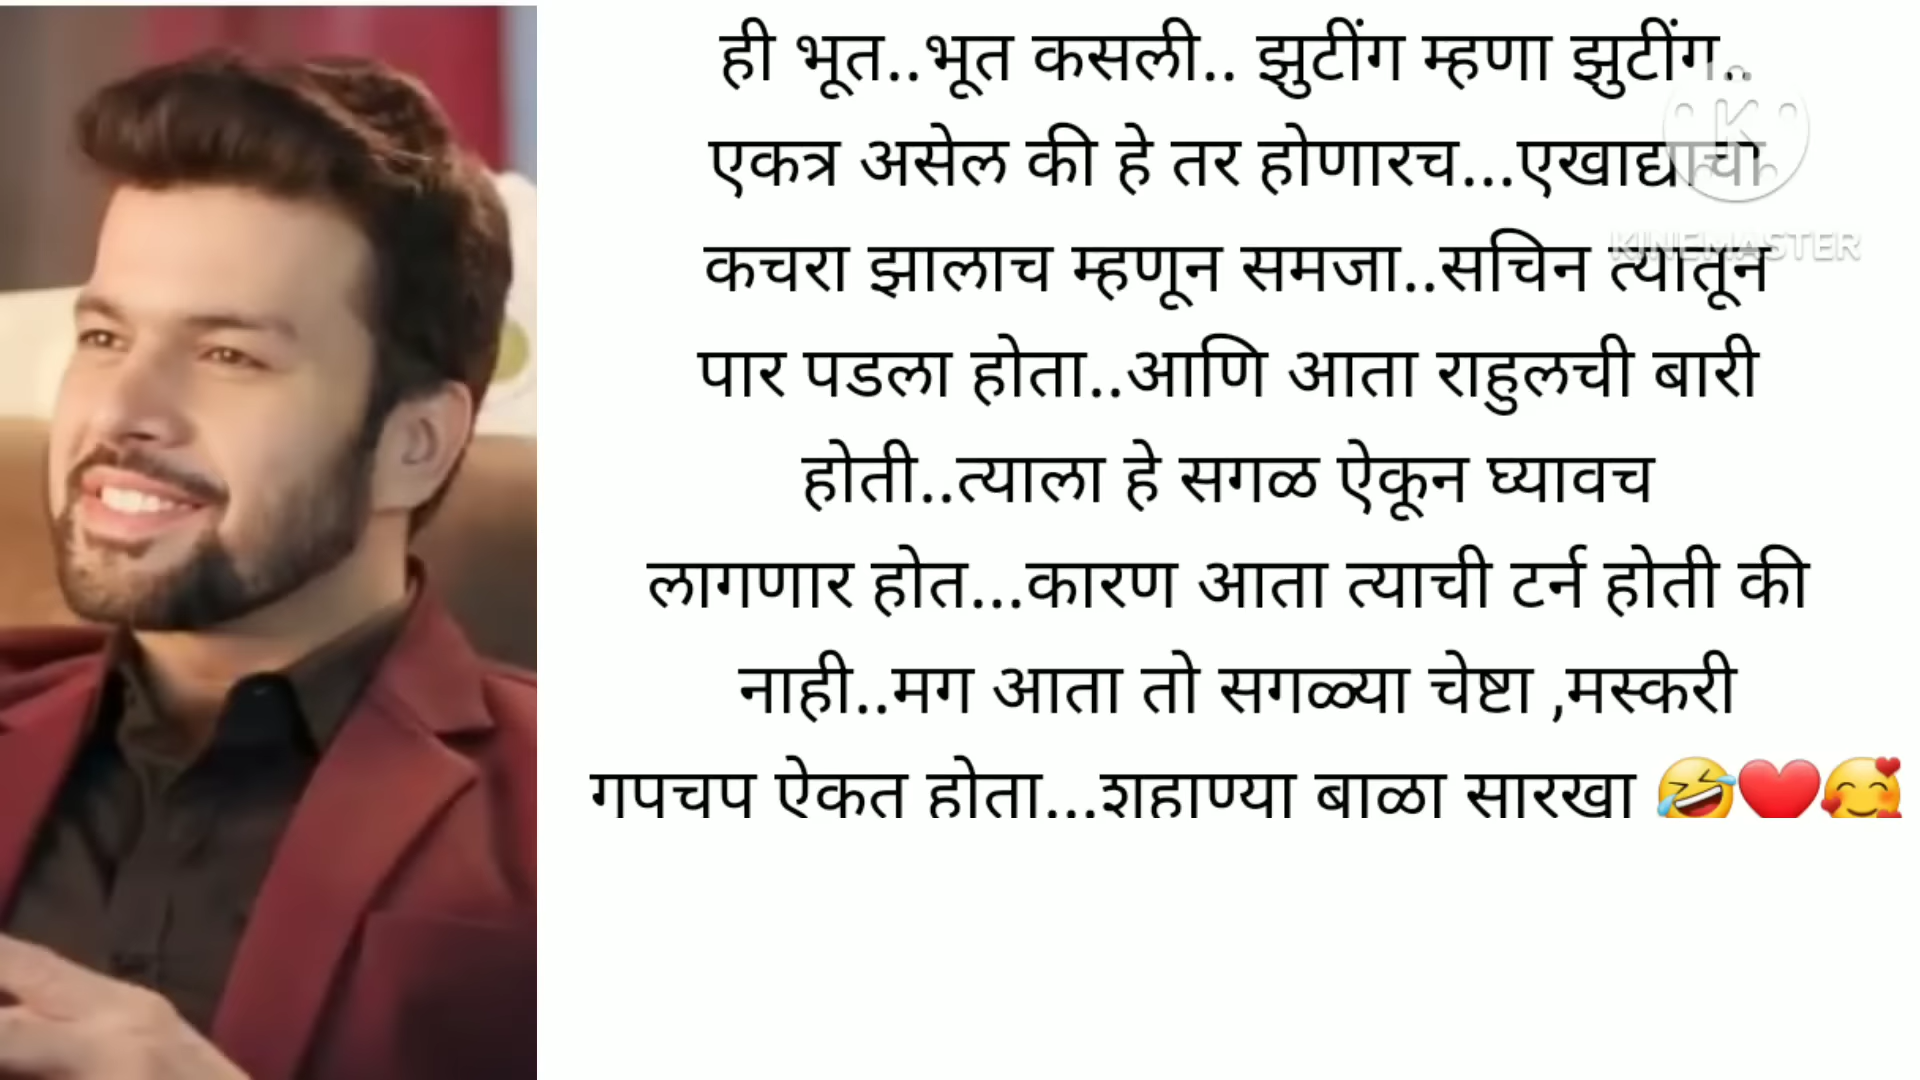 ही भूत..भूत कसली.. झुटींग म्हणा झुटींग..
एकत्र असेल की हे तर होणारच...एखाद्याचा
कचरा झालाच म्हणून समजा..सचिन त्यातून
पार पडला होता..आणि आता राहुलची बारी
होती..त्याला हे सगळ ऐकून घ्यावच
लागणार होत...कारण आता त्याची टर्न होती की
नाही..मग आता तो सगळ्या चेष्टा ,मस्करी
गपचप ऐकत होता...शहाण्या बाळा सारखा 🤣❤️🥰
K
KINEMASTER